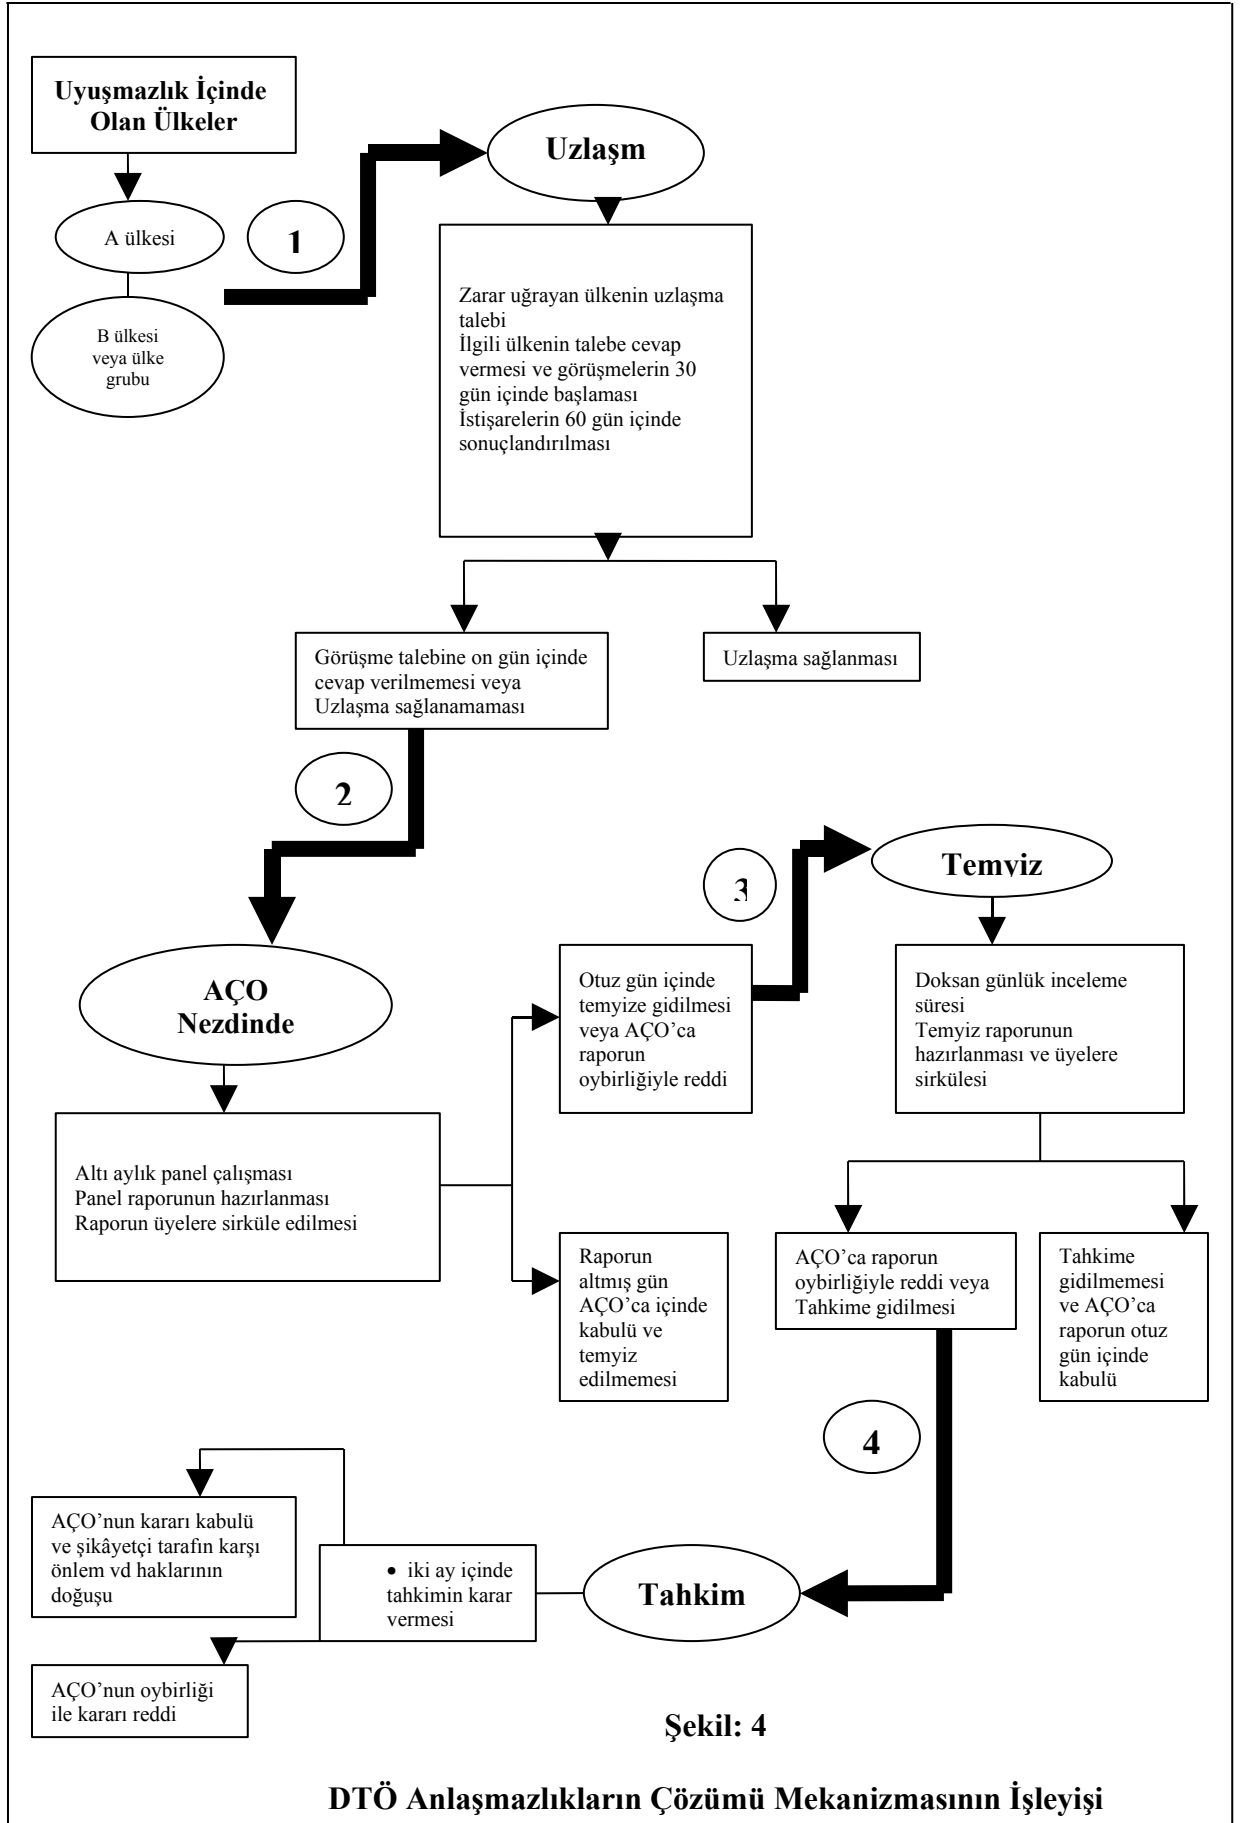 Uyuşmazlık İçinde
Olan Ülkeler
A ülkesi
B ülkesi
veya ülke
grubu
1
Uzlaşm
Zarar uğrayan ülkenin uzlaşma
talebi
İlgili ülkenin talebe cevap
vermesi ve görüşmelerin 30
gün içinde başlaması
İstişarelerin 60 gün içinde
sonuçlandırılması
Görüşme talebine on gün içinde
cevap verilmemesi veya
Uzlaşma sağlanamaması
Uzlaşma sağlanması
2
AÇO
Nezdinde
Altı aylık panel çalışması
Panel raporunun hazırlanması
Raporun üyelere sirküle edilmesi
Otuz gün içinde
temyize gidilmesi
veya AÇO’ca
raporun
oybirliğiyle reddi
Raporun
altmış gün
AÇO’ca içinde
kabulü ve
temyiz
edilmemesi
3
Temyiz
Doksan günlük inceleme
süresi
Temyiz raporunun
hazırlanması ve üyelere
sirkülesi
AÇO’ca raporun
oybirliğiyle reddi veya
Tahkime gidilmesi
Tahkime
gidilmemesi
ve AÇO’ca
raporun otuz
gün içinde
kabulü
4
Tahkim
• iki ay içinde
tahkimin karar
vermesi
AÇO’nun kararı kabulü
ve şikâyetçi tarafın karşı
önlem vd haklarının
doğuşu
AÇO’nun oybirliği
ile kararı reddi
Şekil: 4
DTÖ Anlaşmazlıkların Çözümü Mekanizmasının İşleyişi